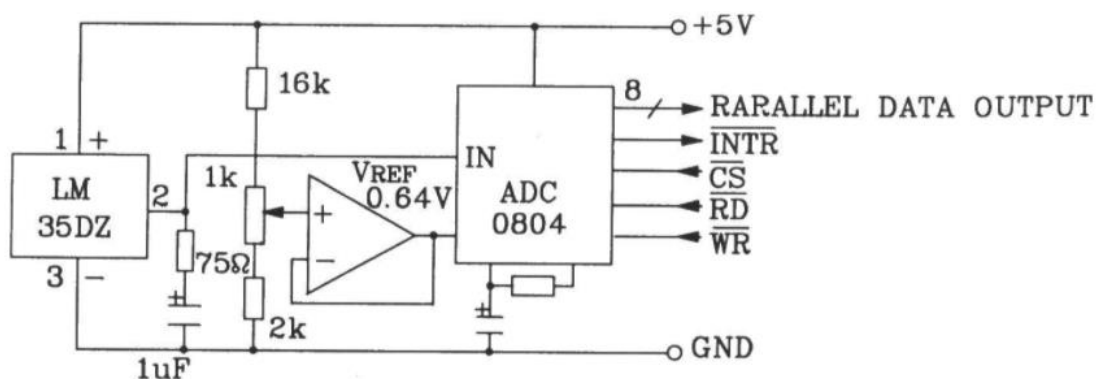 +5V
16k
8
RARALLEL DATA OUTPUT
1 +
INTR
IN
CS
LM
35DZ
2
1k
VREF
0.64V
ADC
0804
RD
+
WR
3 −
75Ω
−
+
+
2k
GND
1uF